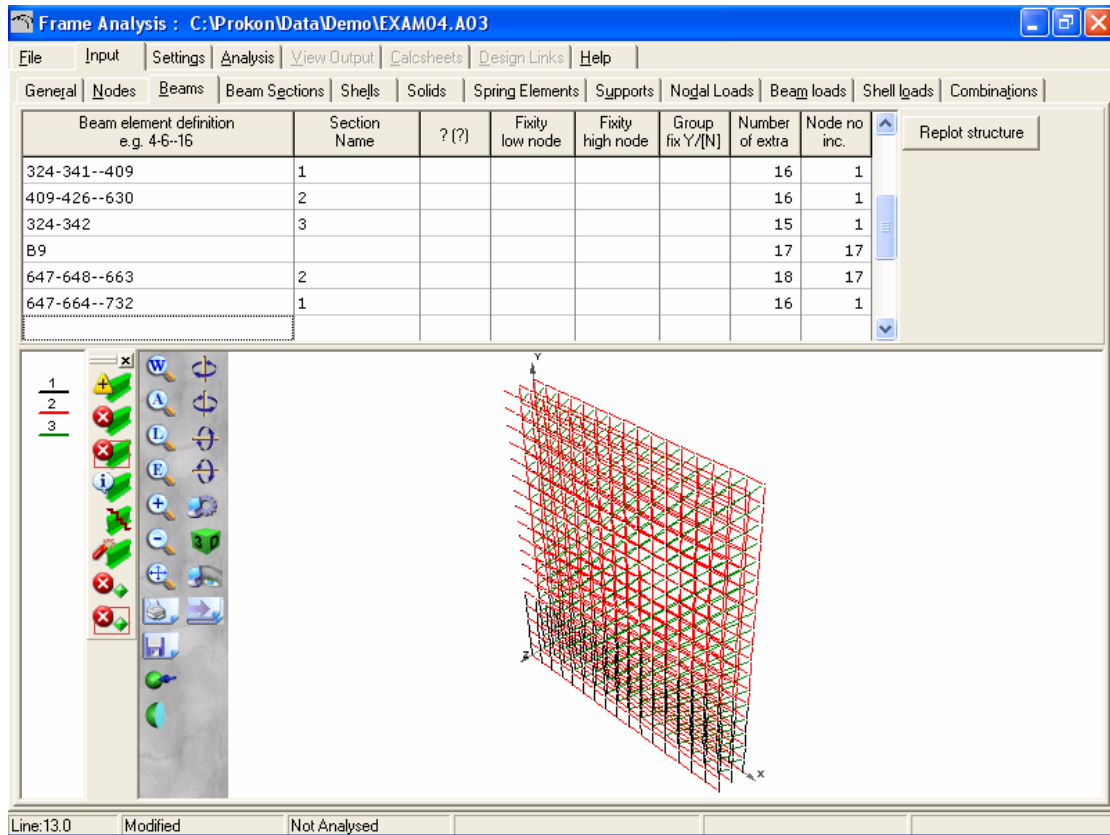 Frame Analysis : C:\Prokon\Data\Demo\EXAM04.A03
File Input Settings Analysis View Output Calcsheets Design Links Help
General Nodes Beams Beam Sections Shells Solids Spring Elements Supports Nodal Loads Beam loads Shell loads Combinations
Beam element definition Section ? (?) Fixity Fixity Group Number Node no
e.g. 4-6--16 Name low node high node fix Y/[N] of extra inc.
Replot structure
324-341--409 1 16 1
409-426--630 2 16 1
324-342 3 15 1
B9 17 17
647-648--663 2 18 17
647-664--732 1 16 1
1
2
3
W
A
L
E
3 D
Y
Z
X
Line:13.0 Modified Not Analysed